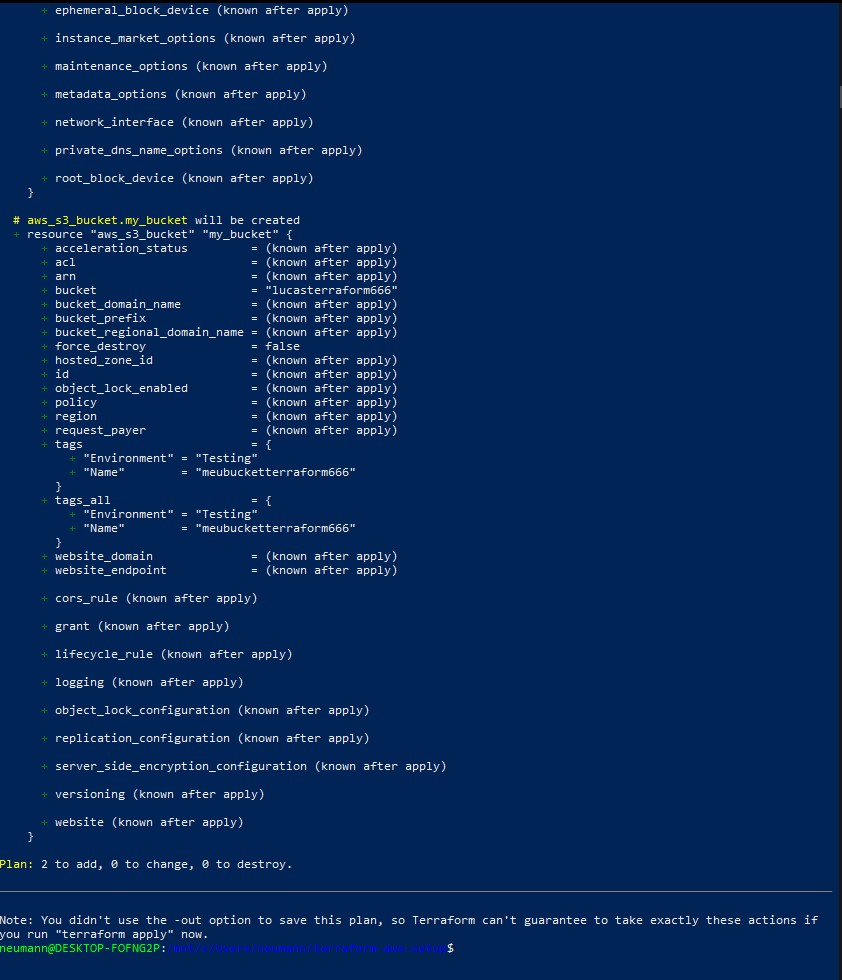 + ephemeral_block_device (known after apply)
+ instance_market_options (known after apply)
+ maintenance_options (known after apply)
+ metadata_options (known after apply)
+ network_interface (known after apply)
+ private_dns_name_options (known after apply)
+ root_block_device (known after apply)
}
# aws_s3_bucket.my_bucket will be created
+ resource "aws_s3_bucket" "my_bucket" {
+ acceleration_status         = (known after apply)
+ acl                         = (known after apply)
+ arn                         = (known after apply)
+ bucket                      = "lucasterraform666"
+ bucket_domain_name          = (known after apply)
+ bucket_prefix               = (known after apply)
+ bucket_regional_domain_name = (known after apply)
+ force_destroy               = false
+ hosted_zone_id              = (known after apply)
+ id                          = (known after apply)
+ object_lock_enabled         = (known after apply)
+ policy                      = (known after apply)
+ region                      = (known after apply)
+ request_payer               = (known after apply)
+ tags                        = {
+ "Environment" = "Testing"
+ "Name"        = "meubucketterraform666"
}
+ tags_all                    = {
+ "Environment" = "Testing"
+ "Name"        = "meubucketterraform666"
}
+ website_domain              = (known after apply)
+ website_endpoint            = (known after apply)
+ cors_rule (known after apply)
+ grant (known after apply)
+ lifecycle_rule (known after apply)
+ logging (known after apply)
+ object_lock_configuration (known after apply)
+ replication_configuration (known after apply)
+ server_side_encryption_configuration (known after apply)
+ versioning (known after apply)
+ website (known after apply)
}
Plan: 2 to add, 0 to change, 0 to destroy.
Note: You didn't use the -out option to save this plan, so Terraform can't guarantee to take exactly these actions if
you run "terraform apply" now.
neumann@DESKTOP-FOFNG2P:$